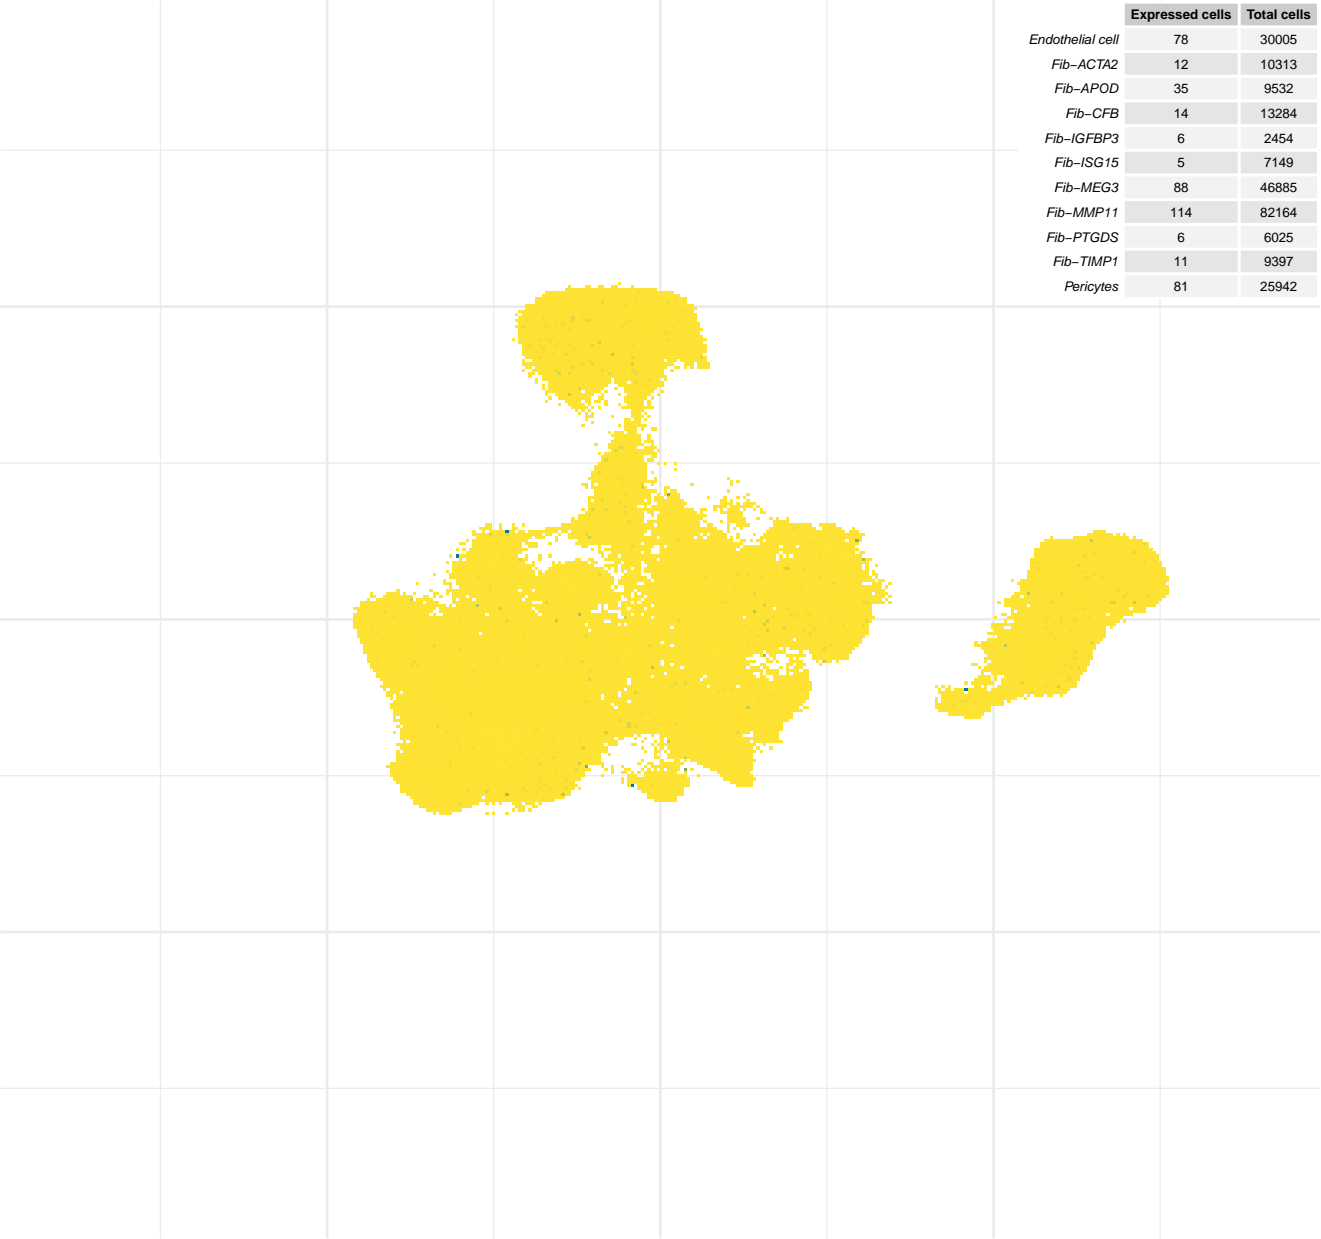 Expressed cells Total cells
Endothelial cell 78 30005
Fib−ACTA2 12 10313
Fib−APOD 35 9532
Fib−CFB 14 13284
Fib−IGFBP3 6 2454
Fib−ISG15 5 7149
Fib−MEG3 88 46885
Fib−MMP11 114 82164
Fib−PTGDS 6 6025
Fib−TIMP1 11 9397
Pericytes 81 25942